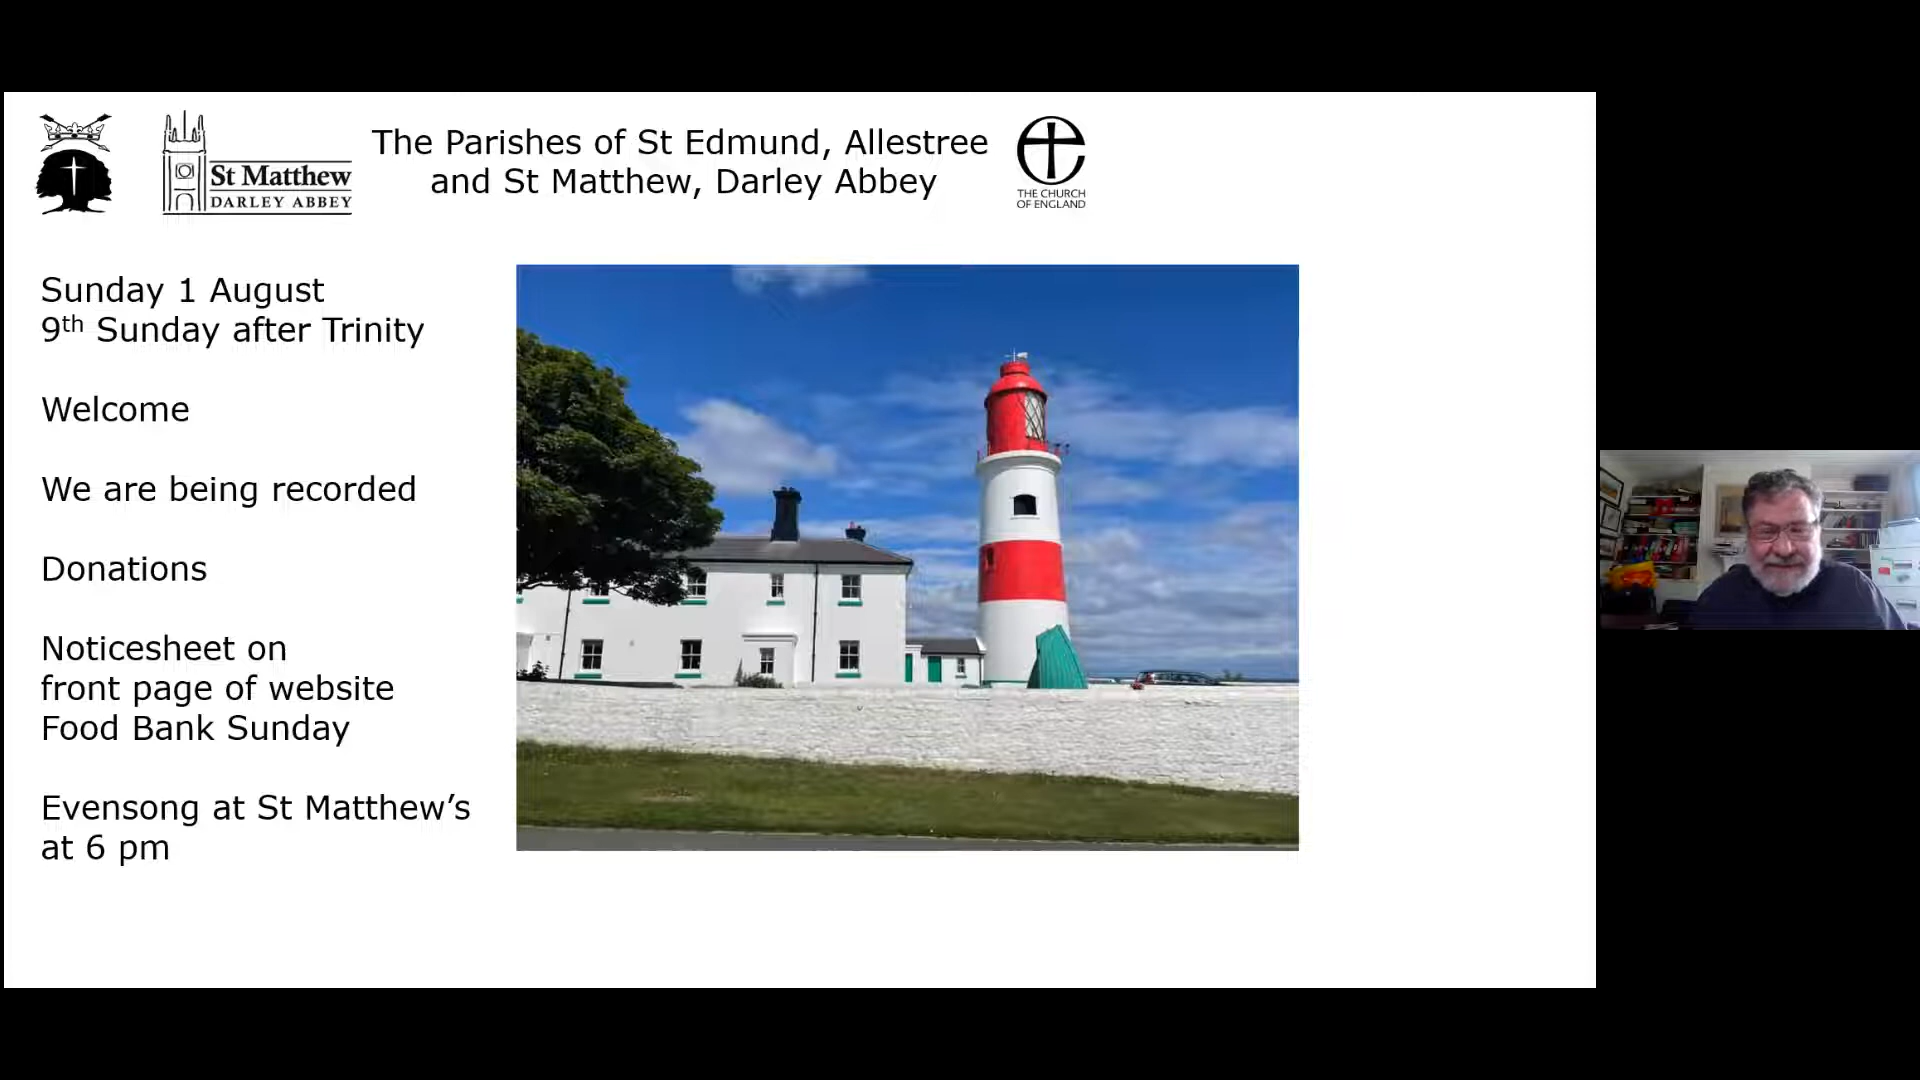 St Matthew
DARLEY ABBEY
The Parishes of St Edmund, Allestree
and St Matthew, Darley Abbey
THE CHURCH
OF ENGLAND
Sunday 1 August
9th Sunday after Trinity
Welcome
We are being recorded
Donations
Noticesheet on
front page of website
Food Bank Sunday
Evensong at St Matthew’s
at 6 pm